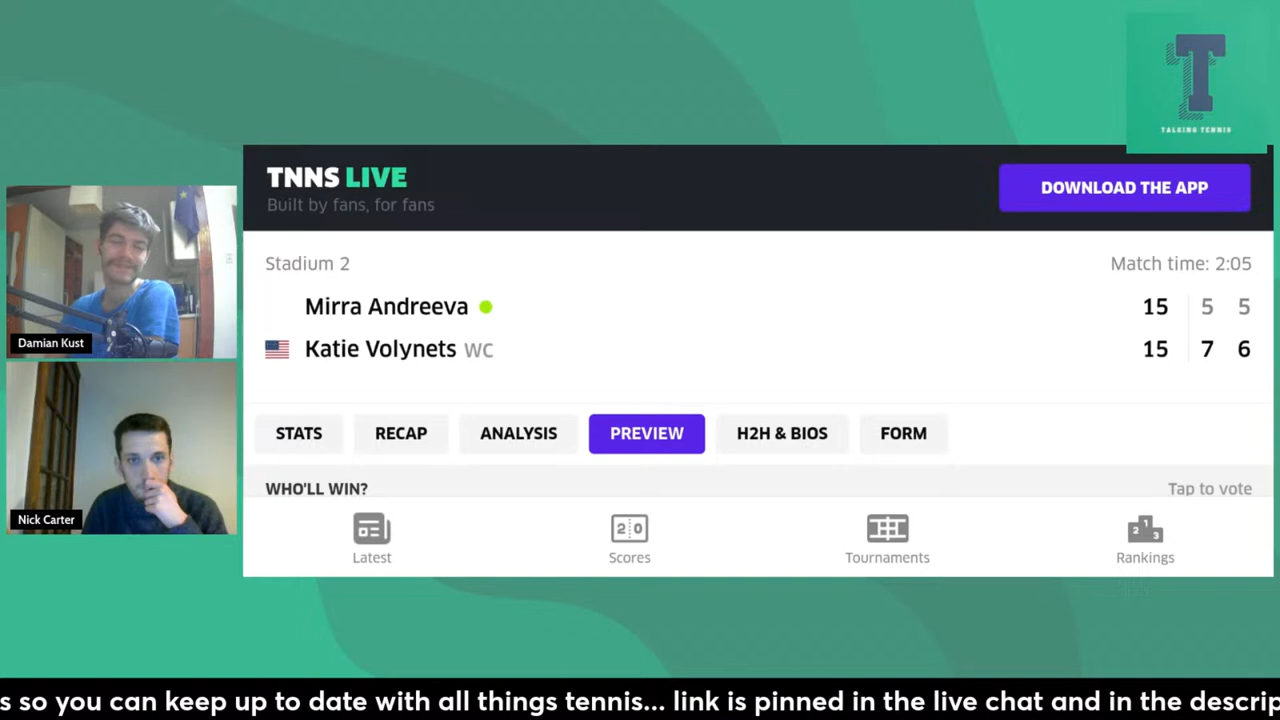 T
TALKING TENNIS
TNNS LIVE
Built by fans, for fans
DOWNLOAD THE APP
Stadium 2
Match time: 2:05
Mirra Andreeva 15 5 5
Katie Volynets WC 15 7 6
STATS RECAP ANALYSIS PREVIEW H2H & BIOS FORM
WHO'LL WIN? Tap to vote
2 0
2 1 3
Latest Scores Tournaments Rankings
Damian Kust
Nick Carter
s so you can keep up to date with all things tennis... link is pinned in the live chat and in the descrip